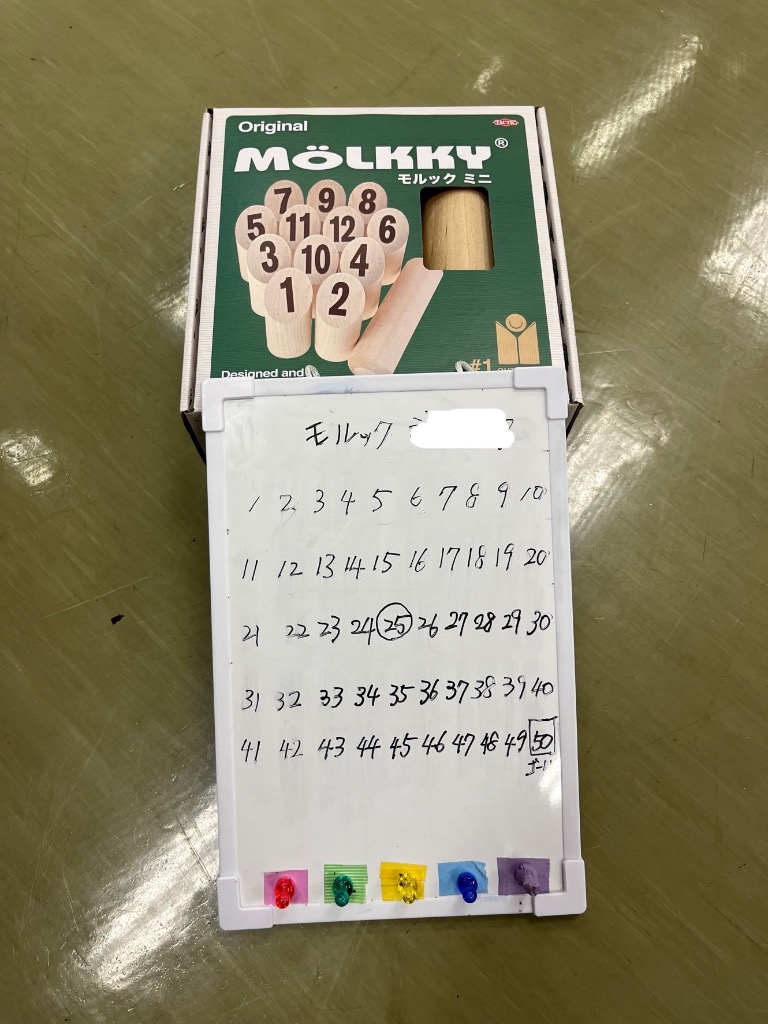 Original
TACTIC
MÖLKKY®
モルック ミニ
7 9 8
5 11 12 6
3 10 4
1 2
#1
Designed and
モルック
1 2 3 4 5 6 7 8 9 10
11 12 13 14 15 16 17 18 19 20
21 22 23 24 25 26 27 28 29 30
31 32 33 34 35 36 37 38 39 40
41 42 43 44 45 46 47 48 49 50
ゴール